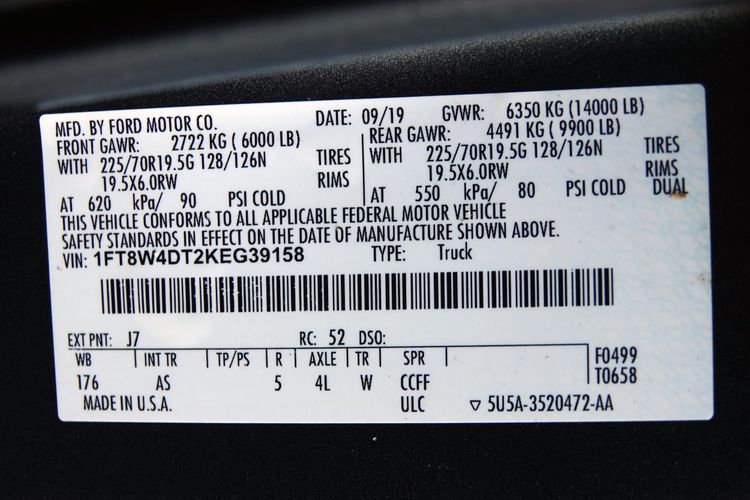 MFD. BY FORD MOTOR CO. DATE: 09/19 GVWR: 6350 KG (14000 LB)
FRONT GAWR: 2722 KG (6000 LB) REAR GAWR: 4491 KG (9900 LB)
WITH 225/70R19.5G 128/126N TIRES WITH 225/70R19.5G 128/126N TIRES
19.5X6.0RW RIMS 19.5X6.0RW RIMS
AT 620 kPa/ 90 PSI COLD AT 550 kPa/ 80 PSI COLD DUAL
THIS VEHICLE CONFORMS TO ALL APPLICABLE FEDERAL MOTOR VEHICLE
SAFETY STANDARDS IN EFFECT ON THE DATE OF MANUFACTURE SHOWN ABOVE.
VIN: 1FT8W4DT2KEG39158 TYPE: Truck
EXT PNT: J7 RC: 52 DSO:
WB INT TR TP/PS R AXLE TR SPR F0499
176 AS 5 4L W CCFF T0658
MADE IN U.S.A. ULC ▽ 5U5A-3520472-AA